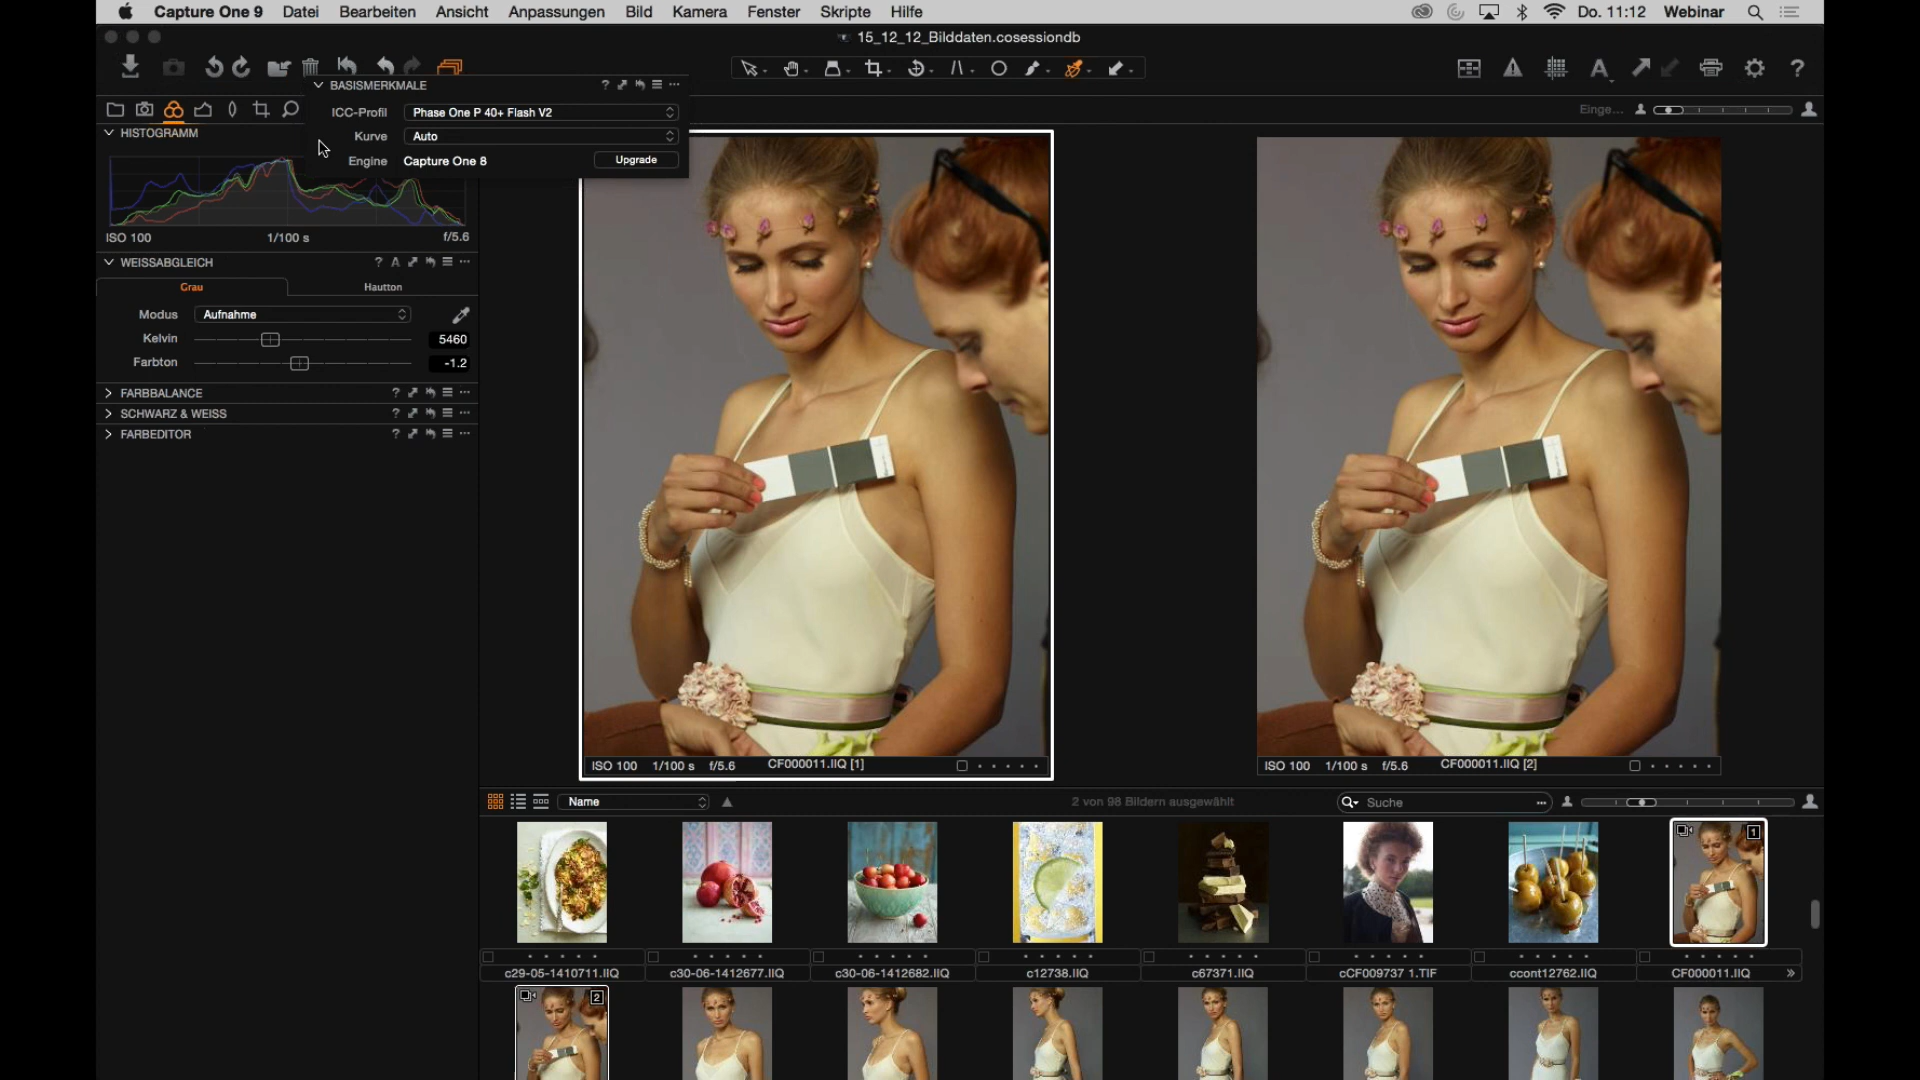 Capture One 9 Datei Bearbeiten Ansicht Anpassungen Bild Kamera Fenster Skripte Hilfe Do. 11:12 Webinar
15_12_12_Bilddaten.cosessiondb
BASISMERKMALE
ICC-Profil Phase One P 40+ Flash V2
Kurve Auto
Engine Capture One 8 Upgrade
Einge...
HISTOGRAMM
ISO 100 1/100 s f/5.6
WEISSABGLEICH
Grau Hautton
Modus Aufnahme
Kelvin 5460
Farbton -1.2
FARBBALANCE
SCHWARZ & WEISS
FARBEDITOR
ISO 100 1/100 s f/5.6 CF000011.IIQ [1]
ISO 100 1/100 s f/5.6 CF000011.IIQ [2]
Name 2 von 98 Bildern ausgewählt Suche
1
c29-05-1410711.IIQ c30-06-1412677.IIQ c30-06-1412682.IIQ c12738.IIQ c67371.IIQ cCF009737 1.TIF ccont12762.IIQ CF000011.IIQ
2